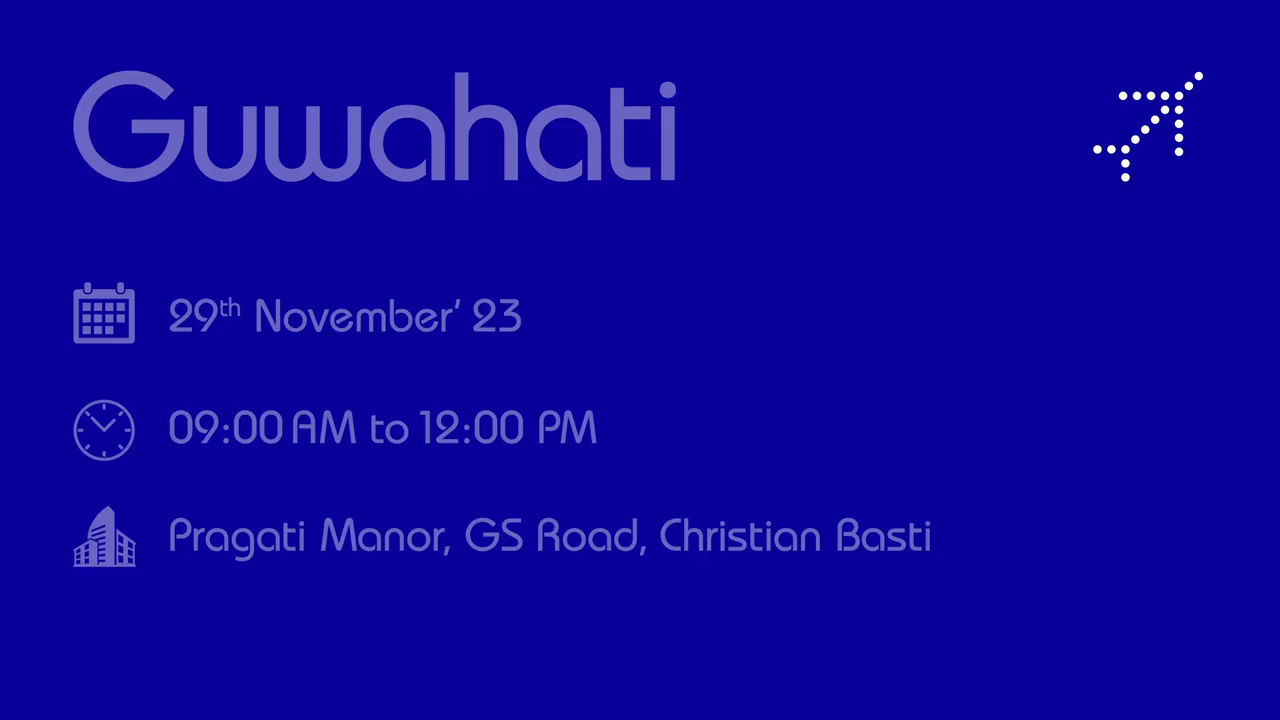 Guwahati
29th November' 23
09:00 AM to 12:00 PM
Pragati Manor, GS Road, Christian Basti